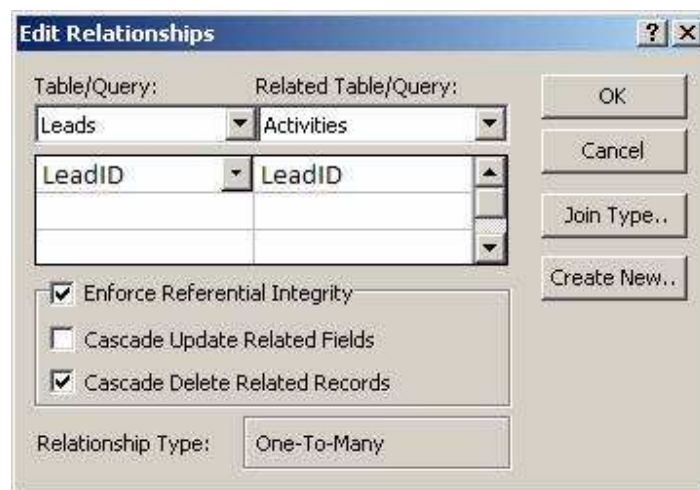 Edit Relationships
Table/Query: Related Table/Query:
Leads Activities
LeadID LeadID
OK
Cancel
Join Type..
Create New..
Enforce Referential Integrity
Cascade Update Related Fields
Cascade Delete Related Records
Relationship Type: One-To-Many